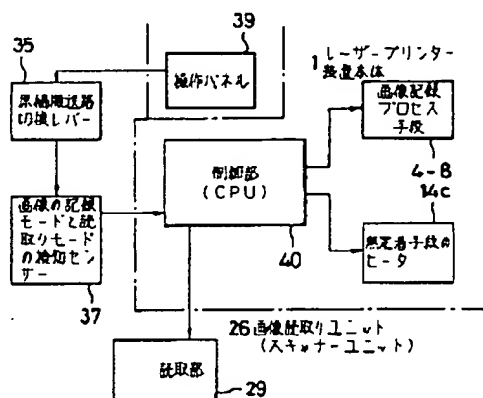 39
操作パネル
35
原稿搬送路
切換レバー
1 レーザープリンター
装置本体
画像記録
プロセス
手段
4-8
14c
制御部
(CPU)
40
画像の記録
モードと読
取りモード
の検知セン
サー
37
熱定着手段の
ヒータ
26 画像読取りユニット
(スキャナーユニット)
読取部
29